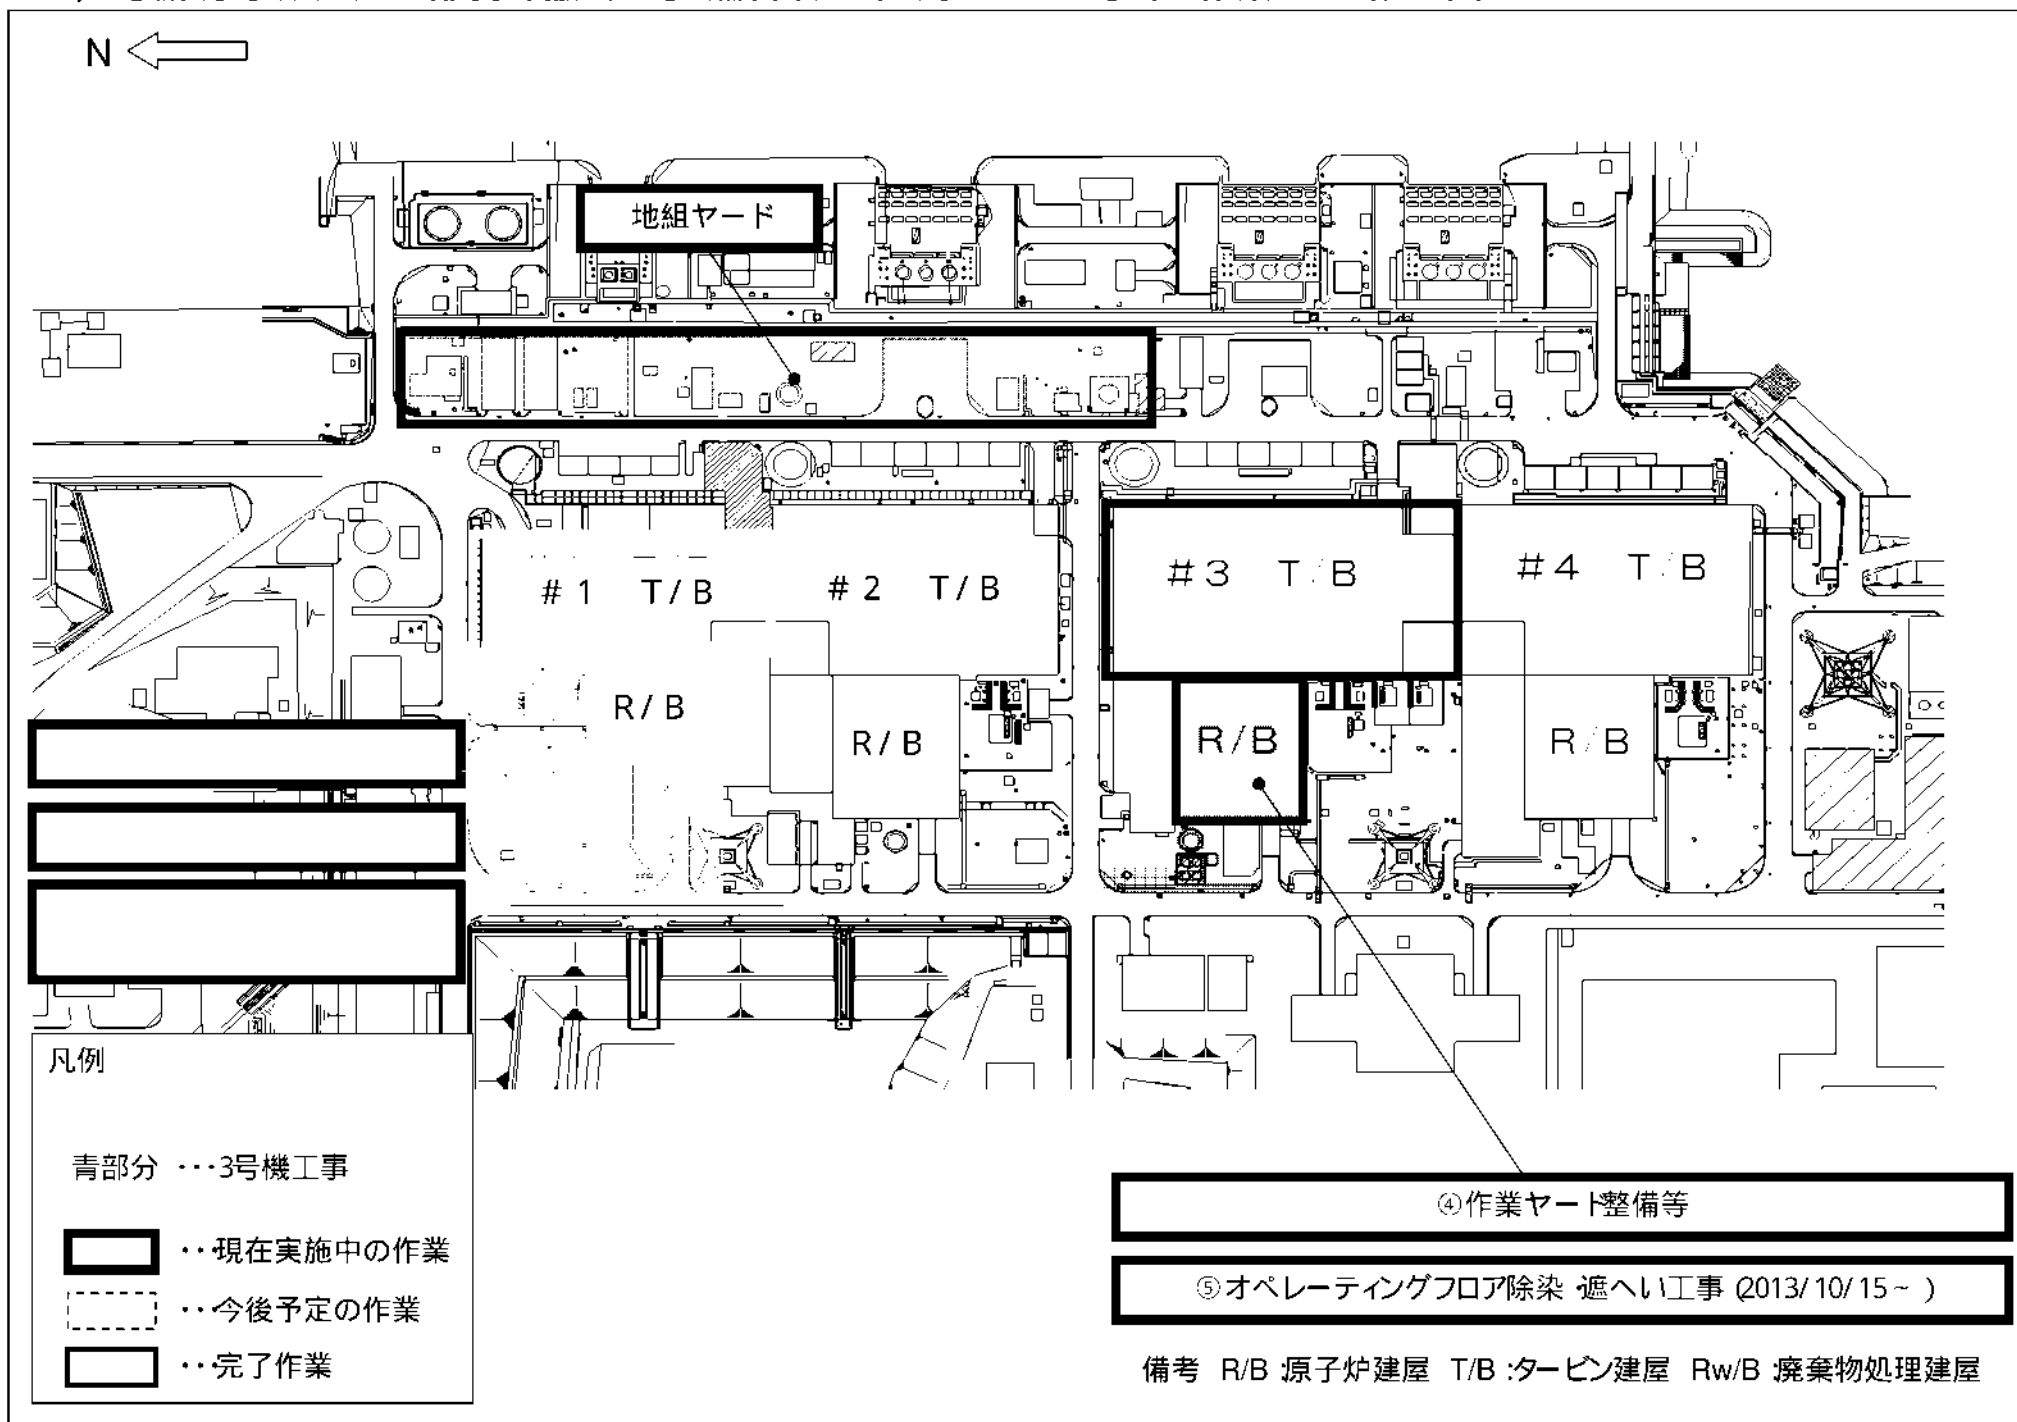 N
地組ヤード
#1 T/B
#2 T/B
#3 T/B
#4 T/B
R/B
R/B
R/B
R/B
凡例
青部分 ･･･3号機工事
･･･現在実施中の作業
･･･今後予定の作業
･･･完了作業
④作業ヤード整備等
⑤オペレーティングフロア除染・遮へい工事 (2013/10/15~ )
備考 R/B:原子炉建屋 T/B:タービン建屋 Rw/B:廃棄物処理建屋